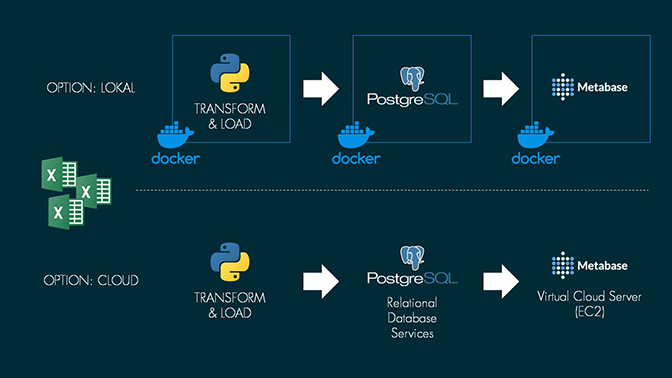 OPTION: LOKAL
TRANSFORM
& LOAD
docker
PostgreSQL
docker
Metabase
docker
X
X
X
OPTION: CLOUD
TRANSFORM
& LOAD
PostgreSQL
Relational
Database
Services
Metabase
Virtual Cloud Server
(EC2)